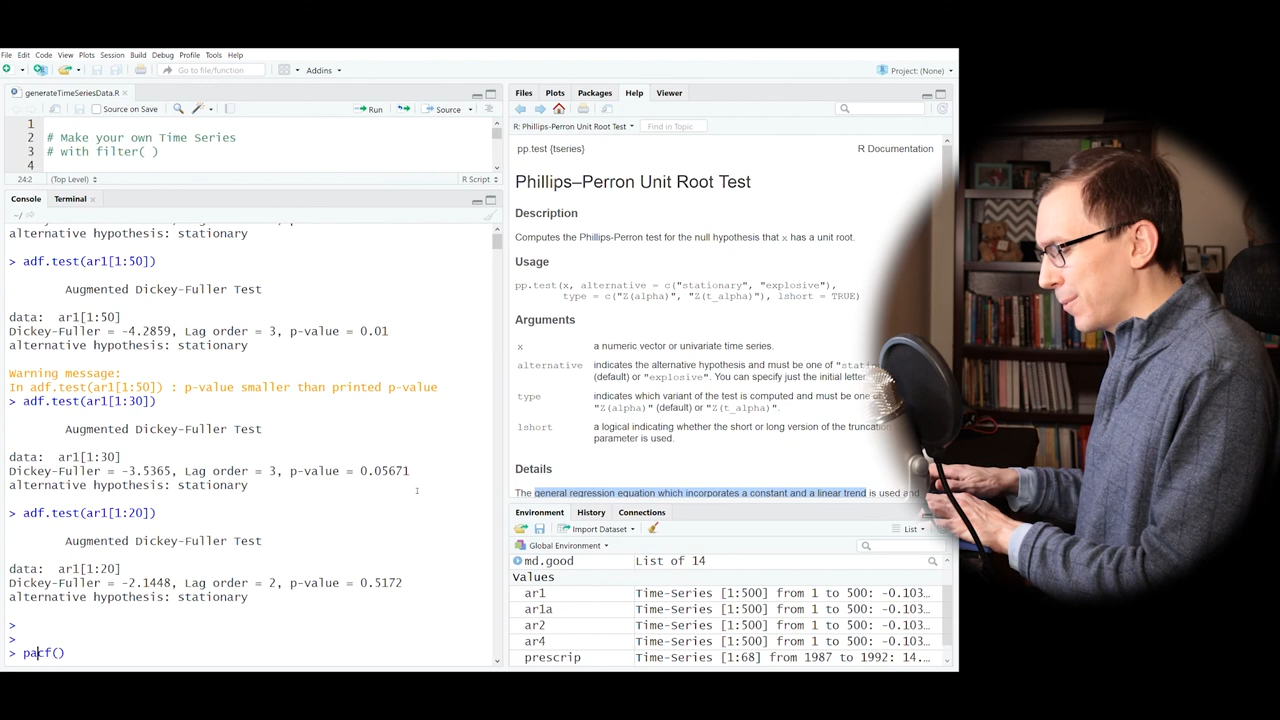 File Edit Code View Plots Session Build Debug Profile Tools Help
Go to file/function Addins Project: (None)
generateTimeSeriesData.R
Source on Save Run Source
1
2 # Make your own Time Series
3 # with filter( )
4
24:2 (Top Level) R Script
Console Terminal
~/
alternative hypothesis: stationary
> adf.test(ar1[1:50])
Augmented Dickey-Fuller Test
data: ar1[1:50]
Dickey-Fuller = -4.2859, Lag order = 3, p-value = 0.01
alternative hypothesis: stationary
Warning message:
In adf.test(ar1[1:50]) : p-value smaller than printed p-value
> adf.test(ar1[1:30])
Augmented Dickey-Fuller Test
data: ar1[1:30]
Dickey-Fuller = -3.5365, Lag order = 3, p-value = 0.05671
alternative hypothesis: stationary
> adf.test(ar1[1:20])
Augmented Dickey-Fuller Test
data: ar1[1:20]
Dickey-Fuller = -2.1448, Lag order = 2, p-value = 0.5172
alternative hypothesis: stationary
>
>
> pacf()
Files Plots Packages Help Viewer
R: Phillips-Perron Unit Root Test Find in Topic
pp.test {tseries} R Documentation
Phillips–Perron Unit Root Test
Description
Computes the Phillips-Perron test for the null hypothesis that x has a unit root.
Usage
pp.test(x, alternative = c("stationary", "explosive"),
type = c("Z(alpha)", "Z(t_alpha)"), lshort = TRUE)
Arguments
x a numeric vector or univariate time series.
alternative indicates the alternative hypothesis and must be one of
(default) or "explosive". You can specify just the initial letter.
type indicates which variant of the test is computed and must be one
"Z(alpha)" (default) or "Z(t_alpha)".
lshort a logical indicating whether the short or long version of the truncation
parameter is used.
Details
The general regression equation which incorporates a constant and a linear trend is used and
Environment History Connections
Import Dataset List
Global Environment
md.good List of 14
Values
ar1 Time-Series [1:500] from 1 to 500: -0.103…
ar1a Time-Series [1:500] from 1 to 500: -0.103…
ar2 Time-Series [1:500] from 1 to 500: -0.103…
ar4 Time-Series [1:500] from 1 to 500: -0.103…
prescrip Time-Series [1:68] from 1987 to 1992: 14.…